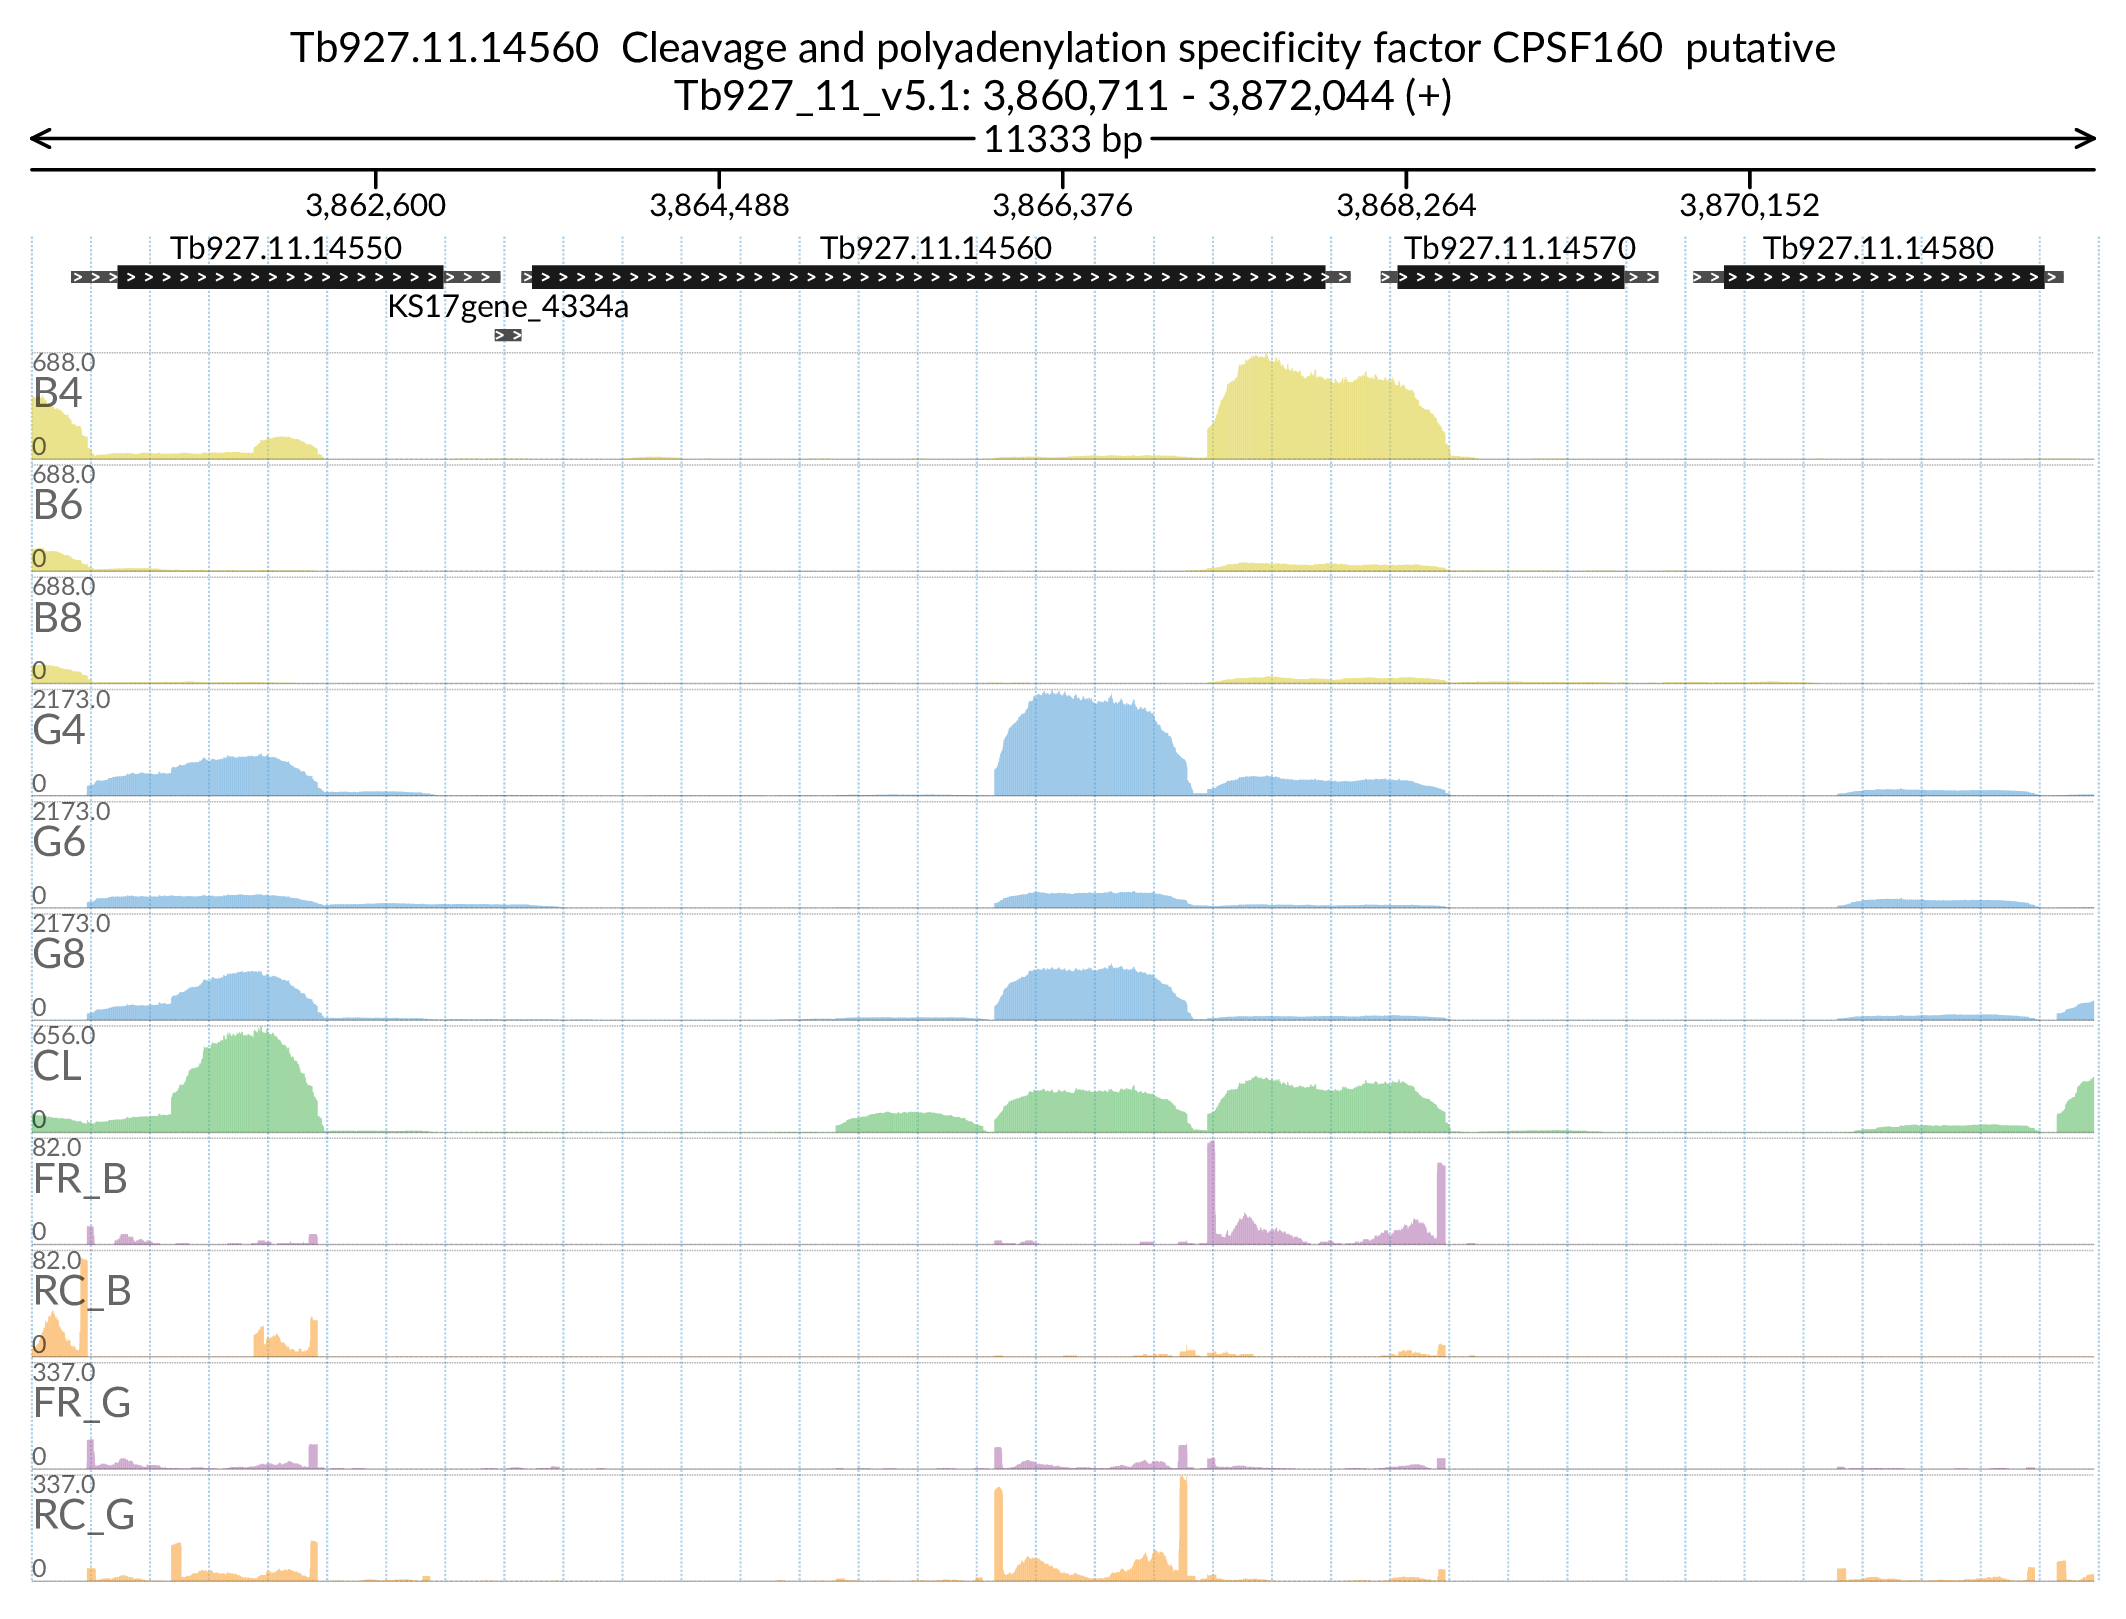 Tb927.11.14560  Cleavage and polyadenylation specificity factor CPSF160  putative
Tb927_11_v5.1: 3,860,711 - 3,872,044 (+)
11333 bp
3,862,600 3,864,488 3,866,376 3,868,264 3,870,152
Tb927.11.14550 Tb927.11.14560 Tb927.11.14570 Tb927.11.14580
KS17gene_4334a
688.0
B4
0
688.0
B6
0
688.0
B8
0
2173.0
G4
0
2173.0
G6
0
2173.0
G8
0
656.0
CL
0
82.0
FR_B
0
82.0
RC_B
0
337.0
FR_G
0
337.0
RC_G
0